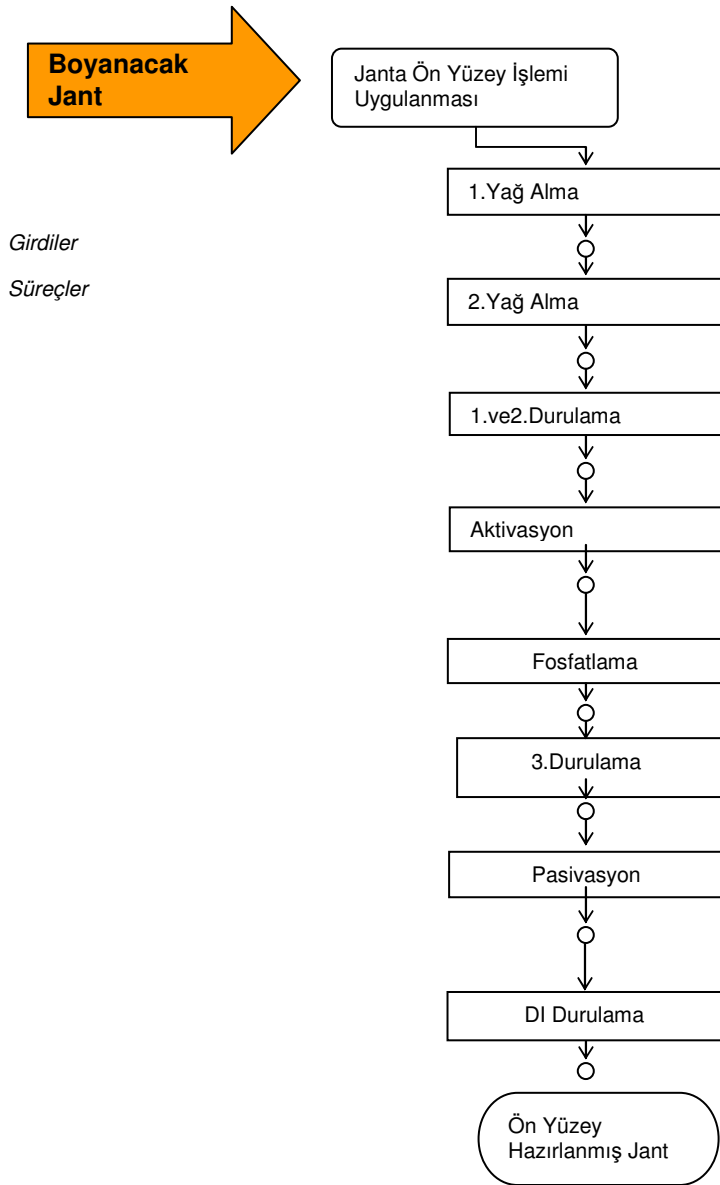 Boyanacak
Jant
Janta Ön Yüzey İşlemi
Uygulanması
1.Yağ Alma
Girdiler
Süreçler
2.Yağ Alma
1.ve2.Durulama
Aktivasyon
Fosfatlama
3.Durulama
Pasivasyon
DI Durulama
Ön Yüzey
Hazırlanmış Jant